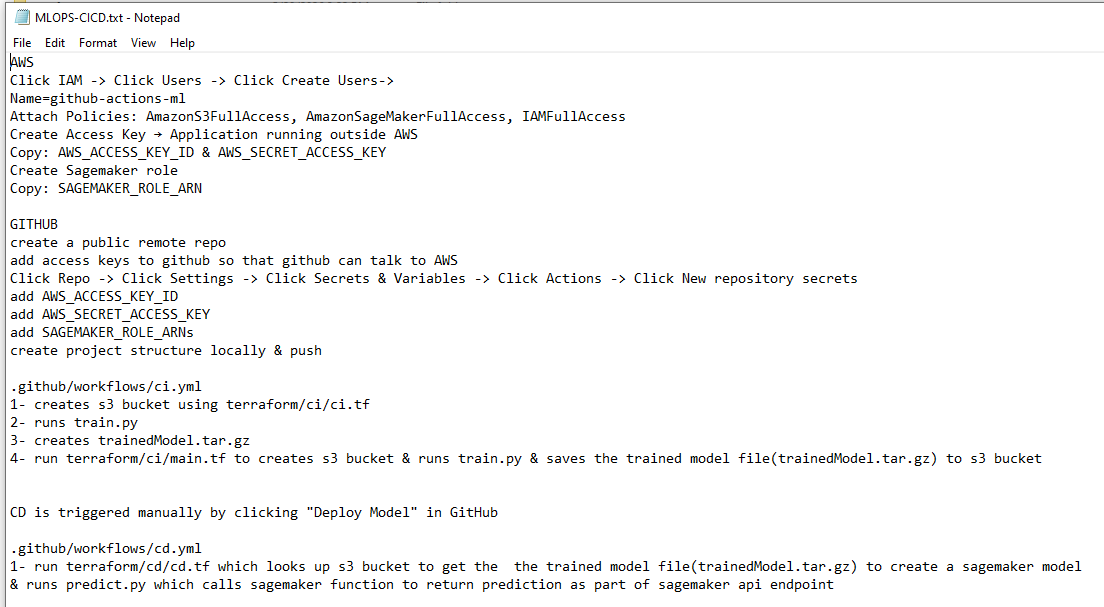 MLOPS-CICD.txt - Notepad
File Edit Format View Help
AWS
Click IAM -> Click Users -> Click Create Users->
Name=github-actions-ml
Attach Policies: AmazonS3FullAccess, AmazonSageMakerFullAccess, IAMFullAccess
Create Access Key → Application running outside AWS
Copy: AWS_ACCESS_KEY_ID & AWS_SECRET_ACCESS_KEY
Create Sagemaker role
Copy: SAGEMAKER_ROLE_ARN
GITHUB
create a public remote repo
add access keys to github so that github can talk to AWS
Click Repo -> Click Settings -> Click Secrets & Variables -> Click Actions -> Click New repository secrets
add AWS_ACCESS_KEY_ID
add AWS_SECRET_ACCESS_KEY
add SAGEMAKER_ROLE_ARNs
create project structure locally & push
.github/workflows/ci.yml
1- creates s3 bucket using terraform/ci/ci.tf
2- runs train.py
3- creates trainedModel.tar.gz
4- run terraform/ci/main.tf to creates s3 bucket & runs train.py & saves the trained model file(trainedModel.tar.gz) to s3 bucket
CD is triggered manually by clicking "Deploy Model" in GitHub
.github/workflows/cd.yml
1- run terraform/cd/cd.tf which looks up s3 bucket to get the  the trained model file(trainedModel.tar.gz) to create a sagemaker model
& runs predict.py which calls sagemaker function to return prediction as part of sagemaker api endpoint